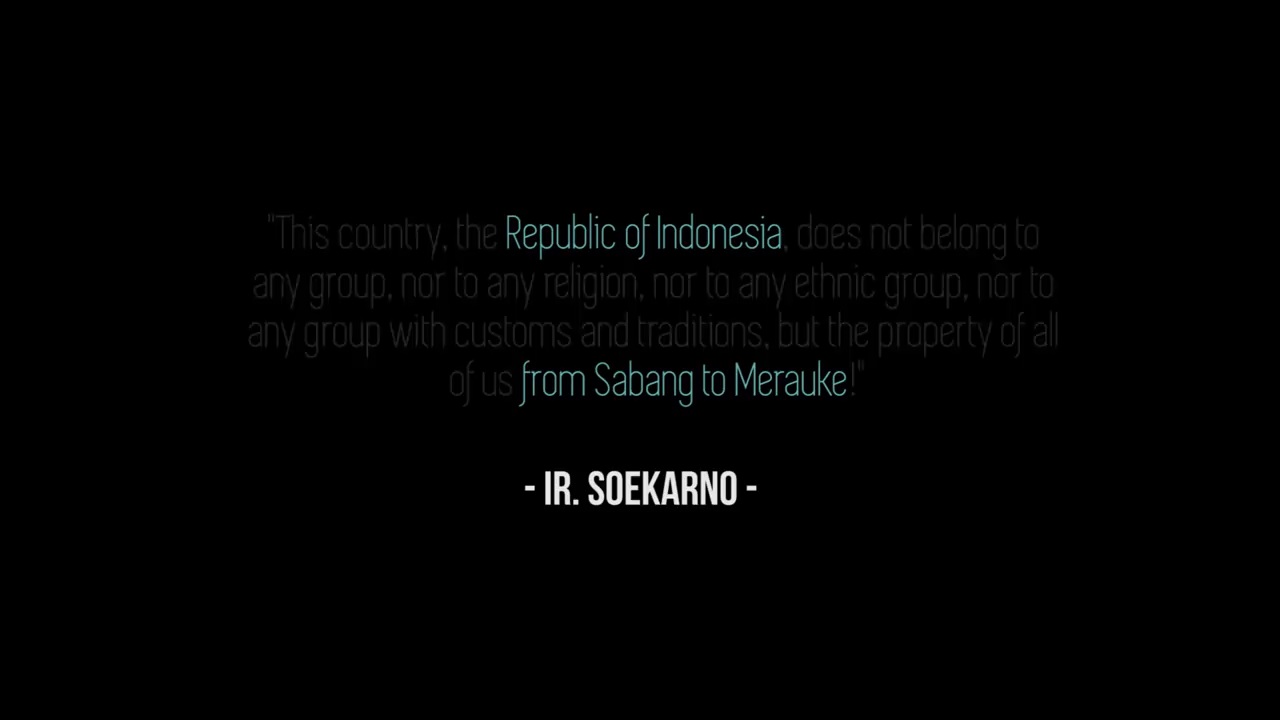 "This country, the Republic of Indonesia, does not belong to
any group, nor to any religion, nor to any ethnic group, nor to
any group with customs and traditions, but the property of all
of us from Sabang to Merauke!"
- IR. SOEKARNO -